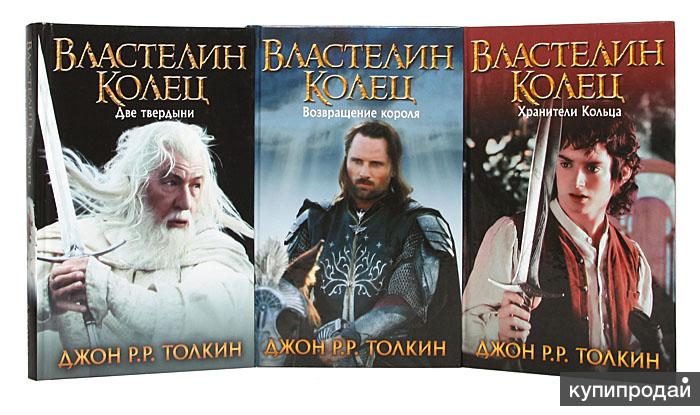 ВЛАСТЕЛИН
КОЛЕЦ
Две твердыни
ДЖОН Р.Р. ТОЛКИН
ВЛАСТЕЛИН
КОЛЕЦ
Возвращение короля
ДЖОН Р.Р. ТОЛКИН
ВЛАСТЕЛИН
КОЛЕЦ
Хранители Кольца
ДЖОН Р.Р. ТОЛКИН
купипродай